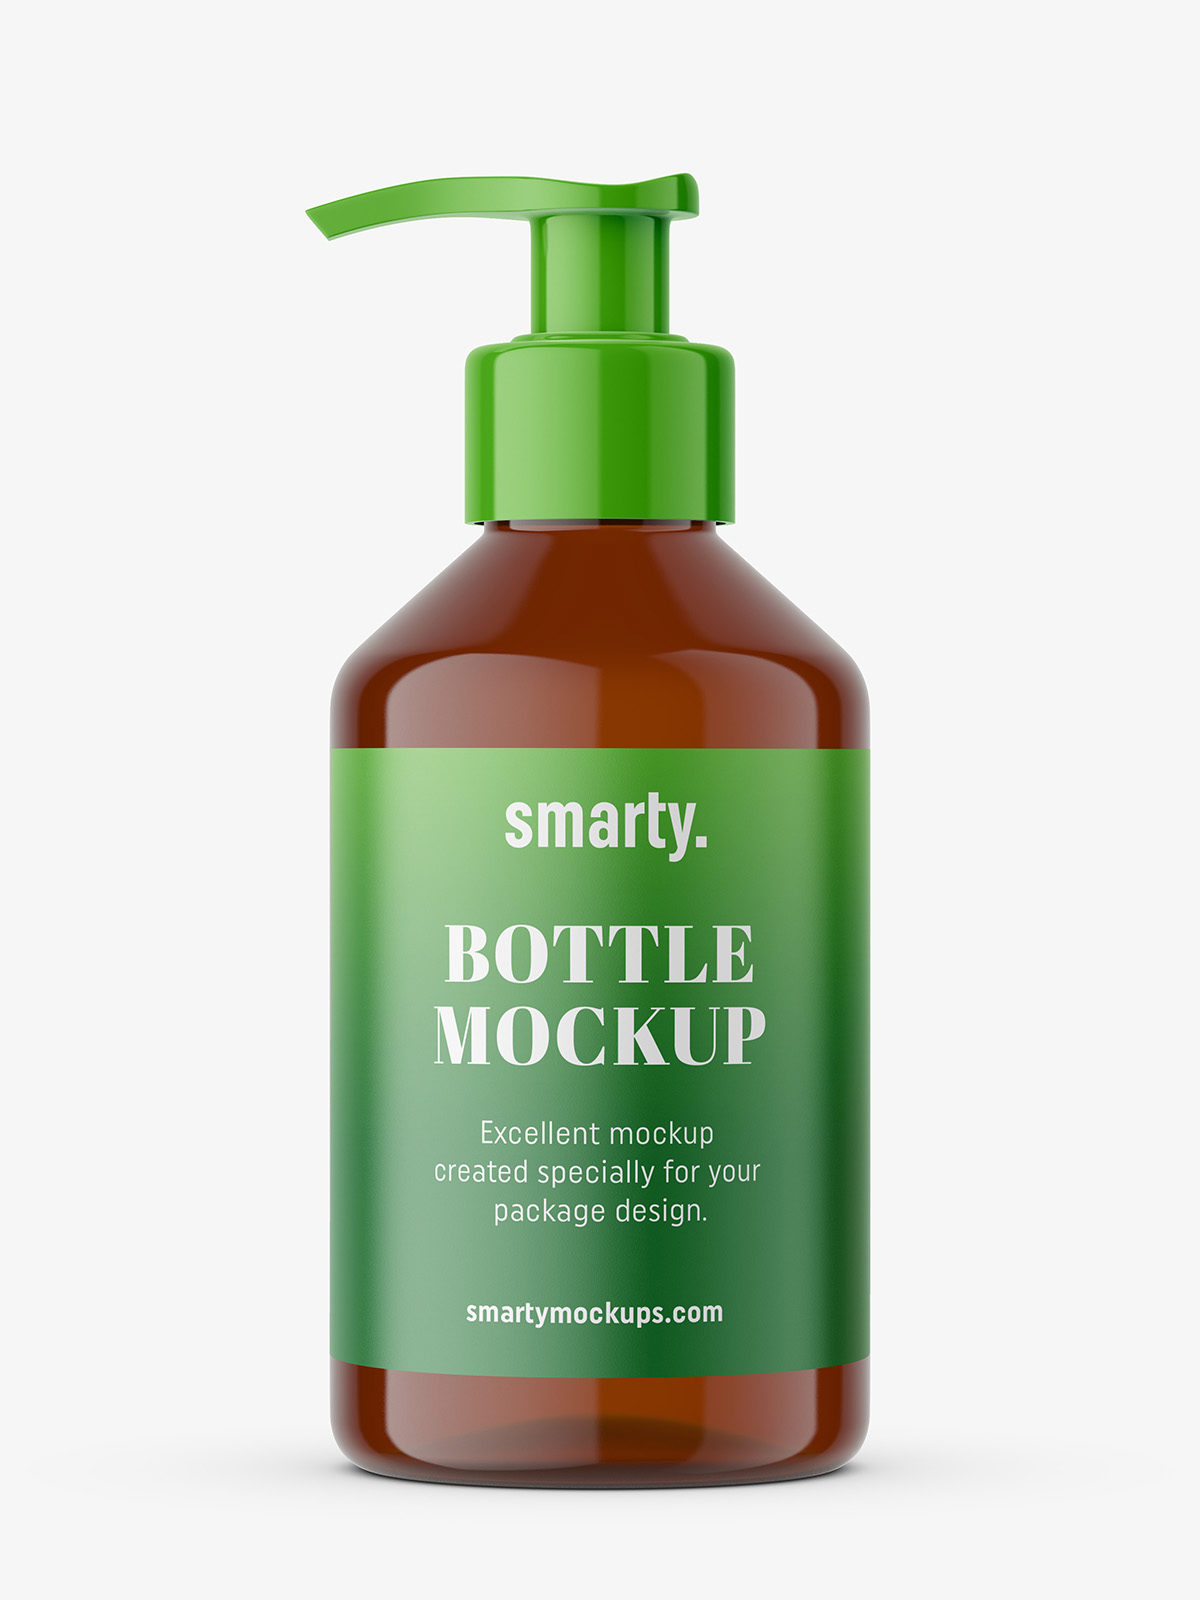 smarty.
BOTTLE
MOCKUP
Excellent mockup
created specially for your
package design.
smartymockups.com